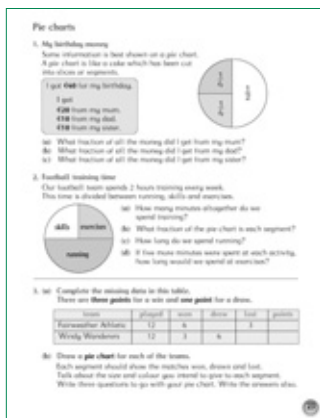 Pie charts
1. My birthday money
Some information is best shown on a pie chart.
A pie chart is like a cake which has been cut
into slices or segments.
I got €40 for my birthday.
I got
€20 from my mum.
€10 from my dad.
€10 from my sister.
(a) What fraction of all the money did I get from my mum?
(b) What fraction of all the money did I get from my dad?
(c) What fraction of all the money did I get from my sister?
2. Football training time
Our football team spends 2 hours training every week.
This time is divided between running, skills and exercises.
skills
exercises
running
(a) How many minutes altogether do we
spend training?
(b) What fraction of the pie chart is each segment?
(c) How long do we spend running?
(d) If five more minutes were spent at each activity,
how long would we spend at exercises?
3. (a) Complete the missing data in this table.
There are three points for a win and one point for a draw.
team played won drew lost points
Fairweather Athletic 12 6 3
Windy Wanderers 12 3 6
(b) Draw a pie chart for each of the teams.
Each segment should show the matches won, drawn and lost.
Talk about the size and colour you intend to give to each segment.
Write three questions to go with your pie chart. Write the answers also.